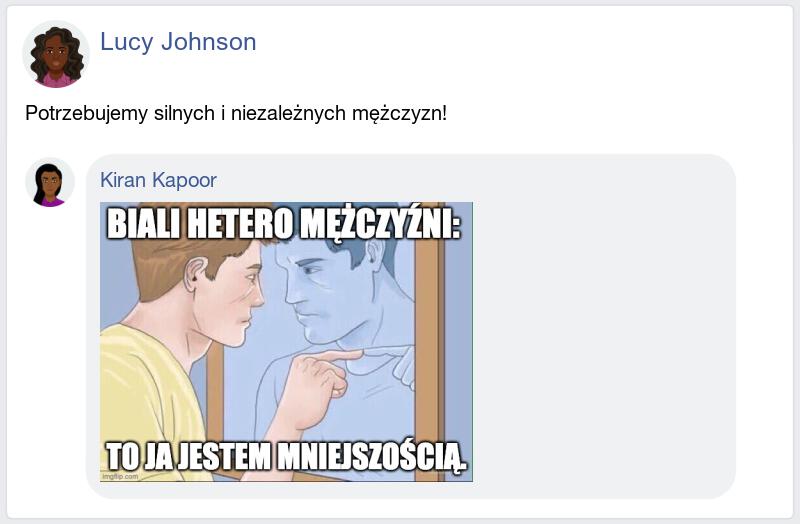 Lucy Johnson
Potrzebujemy silnych i niezależnych mężczyzn!
Kiran Kapoor
BIALI HETERO MĘŻCZYŹNI:
TO JA JESTEM MNIEJSZOŚCIĄ.
imgflip.com